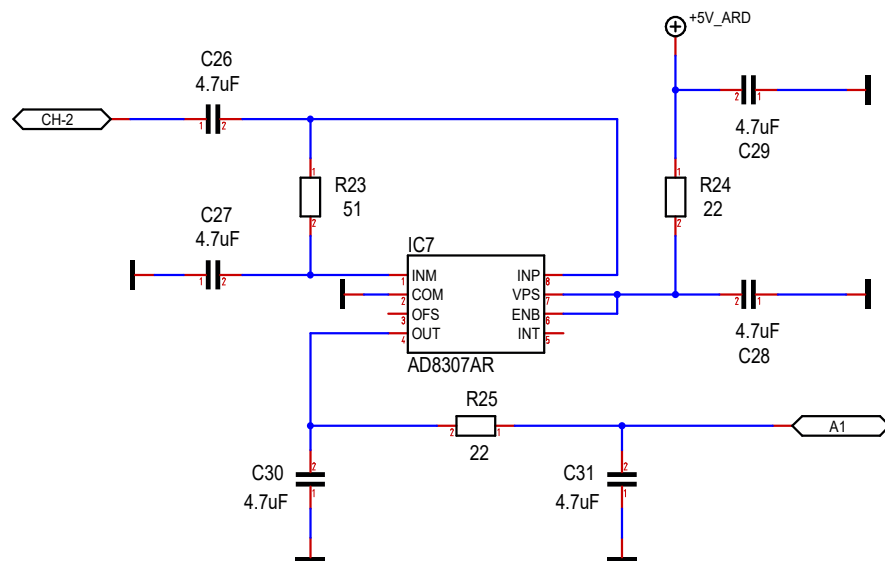 +5V_ARD
C26
4.7uF
CH-2
1
2
2
1
4.7uF
C29
1
R23
51
2
1
R24
22
2
C27
4.7uF
1
2
IC7
INM
INP
1
8
COM
VPS
2
7
OFS
ENB
3
6
OUT
INT
4
5
AD8307AR
2
1
4.7uF
C28
R25
2
1
22
A1
C30
4.7uF
2
1
C31
4.7uF
2
1